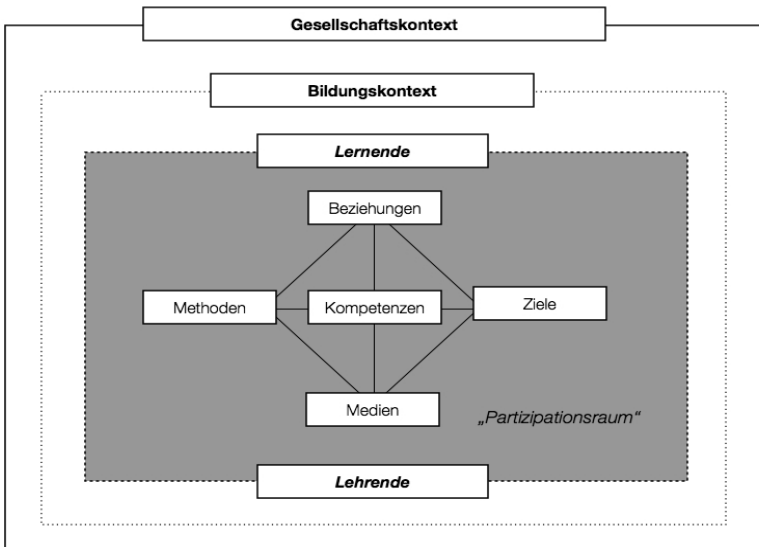 Gesellschaftskontext
Bildungskontext
Lernende
Beziehungen
Methoden
Kompetenzen
Ziele
Medien
„Partizipationsraum“
Lehrende